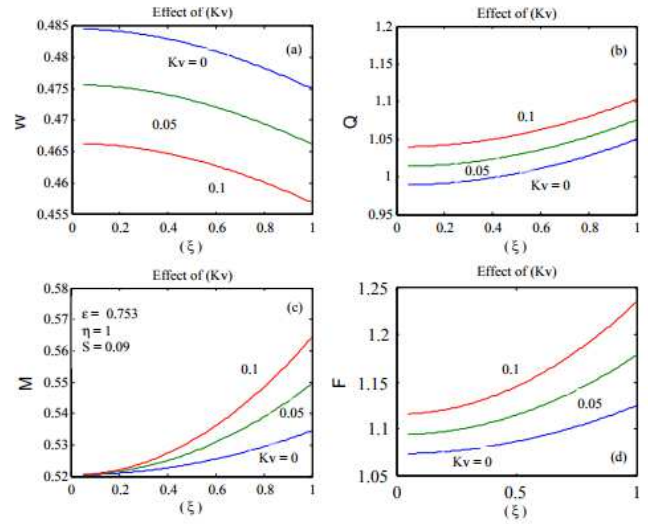 Effect of (Kv)
0.485
0.475
0.465
0.455
W
(a)
Kv = 0
0.05
0.1
0 0.2 0.4 0.6 0.8 1
(ξ)
Effect of (Kv)
1.2
1.15
1.1
1.05
1
0.95
Q
(b)
0.1
0.05
Kv = 0
0 0.2 0.4 0.6 0.8 1
(ξ)
Effect of (Kv)
0.58
0.57
0.56
0.55
0.54
0.53
0.52
M
(c)
ε = 0.753
η = 1
S = 0.09
0.1
0.05
Kv = 0
0 0.2 0.4 0.6 0.8 1
(ξ)
Effect of (Kv)
1.25
1.2
1.15
1.1
1.05
F
0.1
0.05
Kv = 0
(d)
0 0.5 1
(ξ)